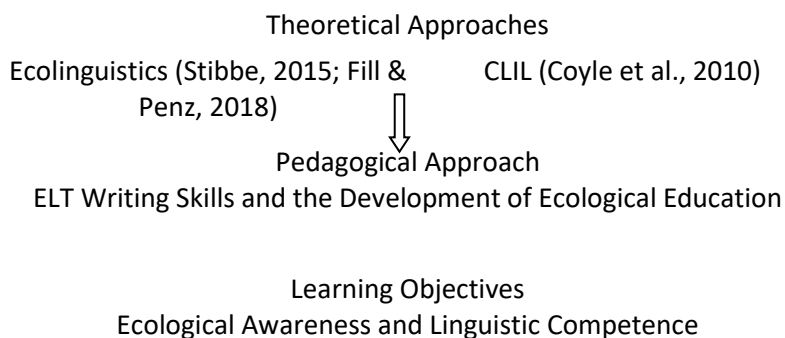 Theoretical Approaches
Ecolinguistics (Stibbe, 2015; Fill & Penz, 2018)
CLIL (Coyle et al., 2010)
Pedagogical Approach
ELT Writing Skills and the Development of Ecological Education
Learning Objectives
Ecological Awareness and Linguistic Competence